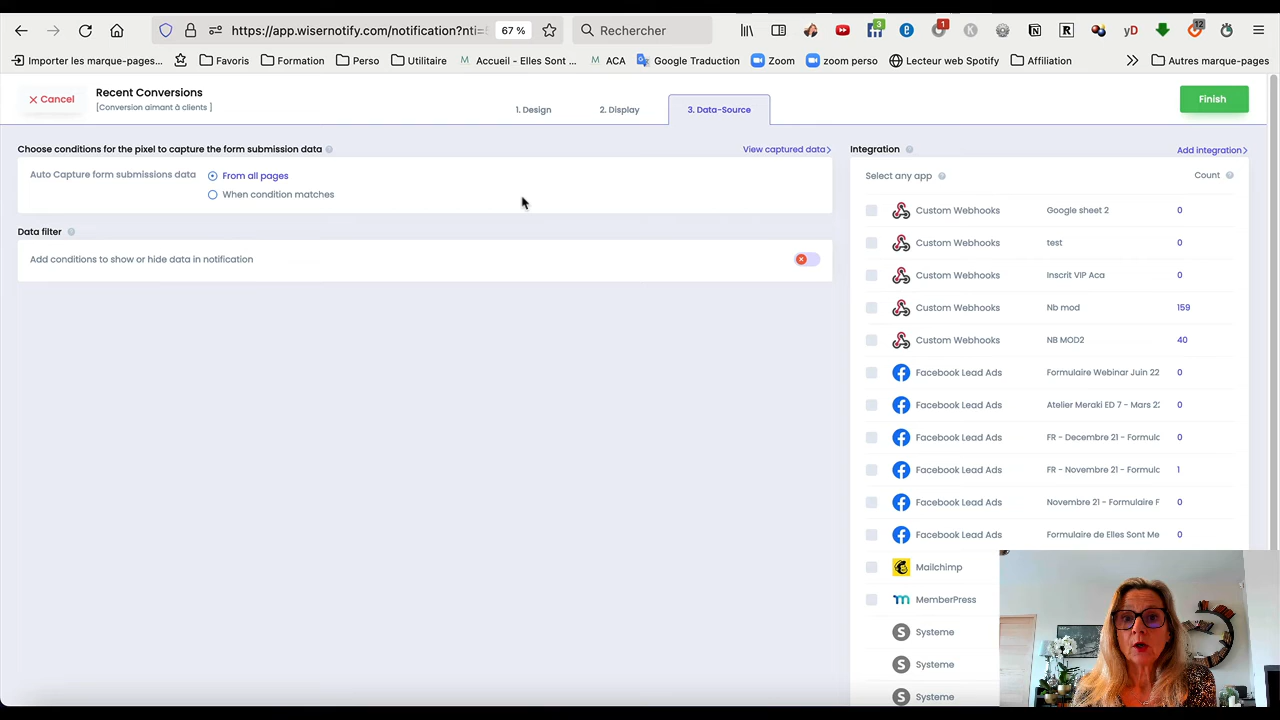 https://app.wisernotify.com/notification?nti=
67 %
Rechercher
3
1
yD
12
Importer les marque-pages...
Favoris
Formation
Perso
Utilitaire
M Accueil - Elles Sont ...
M ACA
Google Traduction
Zoom
zoom perso
Lecteur web Spotify
Affiliation
Autres marque-pages
Cancel
Recent Conversions
[Conversion aimant à clients ]
1. Design
2. Display
3. Data-Source
Finish
Choose conditions for the pixel to capture the form submission data
View captured data
Auto Capture form submissions data
From all pages
When condition matches
Data filter
Add conditions to show or hide data in notification
Integration
Add integration
Select any app
Count
Custom Webhooks Google sheet 2 0
Custom Webhooks test 0
Custom Webhooks Inscrit VIP Aca 0
Custom Webhooks Nb mod 159
Custom Webhooks NB MOD2 40
Facebook Lead Ads Formulaire Webinar Juin 22 0
Facebook Lead Ads Atelier Meraki ED 7 - Mars 22 0
Facebook Lead Ads FR - Decembre 21 - Formulc 0
Facebook Lead Ads FR - Novembre 21 - Formulc 1
Facebook Lead Ads Novembre 21 - Formulaire F 0
Facebook Lead Ads Formulaire de Elles Sont Me 0
Mailchimp
MemberPress
S Systeme
S Systeme
S Systeme